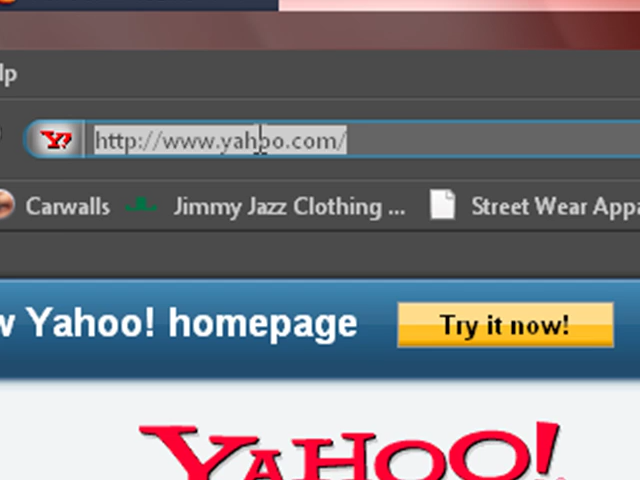 lp
http://www.yahoo.com/
Carwalls Jimmy Jazz Clothing ... Street Wear Appa
w Yahoo! homepage Try it now!
YAHOO!